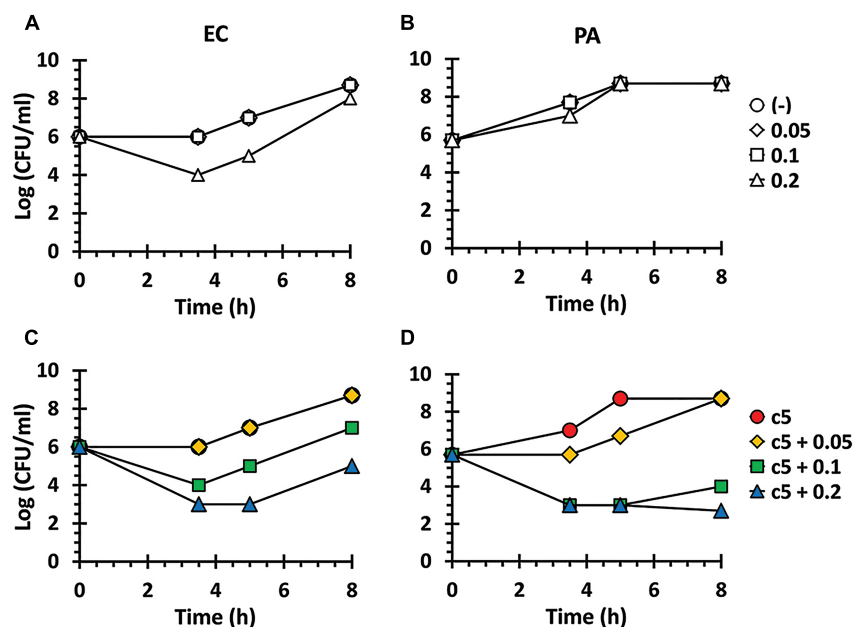 A
EC
B
PA
Log (CFU/ml)
10
8
6
4
2
0
0 2 4 6 8
Time (h)
10
8
6
4
2
0
0 2 4 6 8
Time (h)
(-)
0.05
0.1
0.2
C
D
Log (CFU/ml)
10
8
6
4
2
0
0 2 4 6 8
Time (h)
10
8
6
4
2
0
0 2 4 6 8
Time (h)
c5
c5 + 0.05
c5 + 0.1
c5 + 0.2